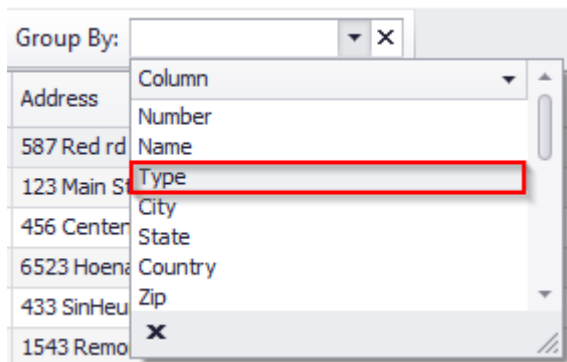 Group By:
Column
Address
Number
587 Red rd
Name
Type
123 Main St
City
456 Center
State
6523 Hoena
Country
433 SinHeu
Zip
1543 Remo